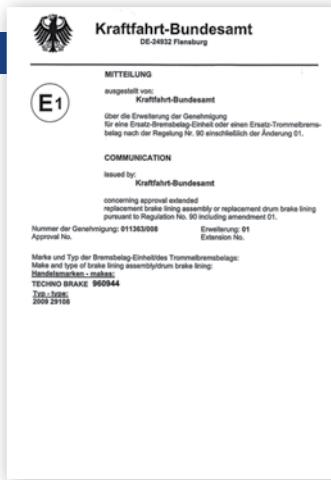 Kraftfahrt-Bundesamt
DE-24932 Flensburg
MITTEILUNG
ausgestellt von:
Kraftfahrt-Bundesamt
über die Erweiterung der Genehmigung
für eine Ersatz-Bremsbelag-Einheit oder einen Ersatz-Trommelbrems-
belag nach der Regelung Nr. 90 einschließlich der Änderung 01.
E1
COMMUNICATION
issued by:
Kraftfahrt-Bundesamt
concerning approval extended
replacement brake lining assembly or replacement drum brake lining
pursuant to Regulation No. 90 including amendment 01.
Nummer der Genehmigung: 011363/008 Erweiterung: 01
Approval No. Extension No.
Marke und Typ der Bremsbelag-Einheit/des Trommelbremsbelags:
Make and type of brake lining assembly/drum brake lining:
Handelsmarken - makes:
TECHNO BRAKE 960944
Typ - type:
2009 29108